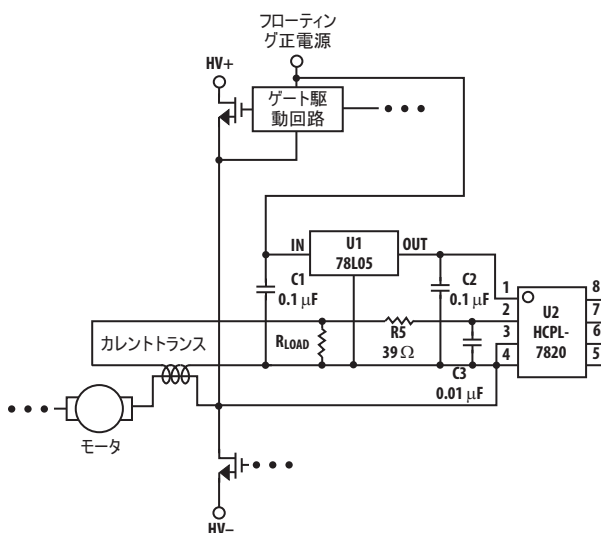 フローティン
グ正電源
HV+
ゲート駆
動回路
IN
U1
78L05
OUT
C1
0.1 μF
C2
0.1 μF
1
2
3
4
8
7
6
5
U2
HCPL-
7820
カレントトランス
RLOAD
R5
39 Ω
C3
0.01 μF
モータ
HV–